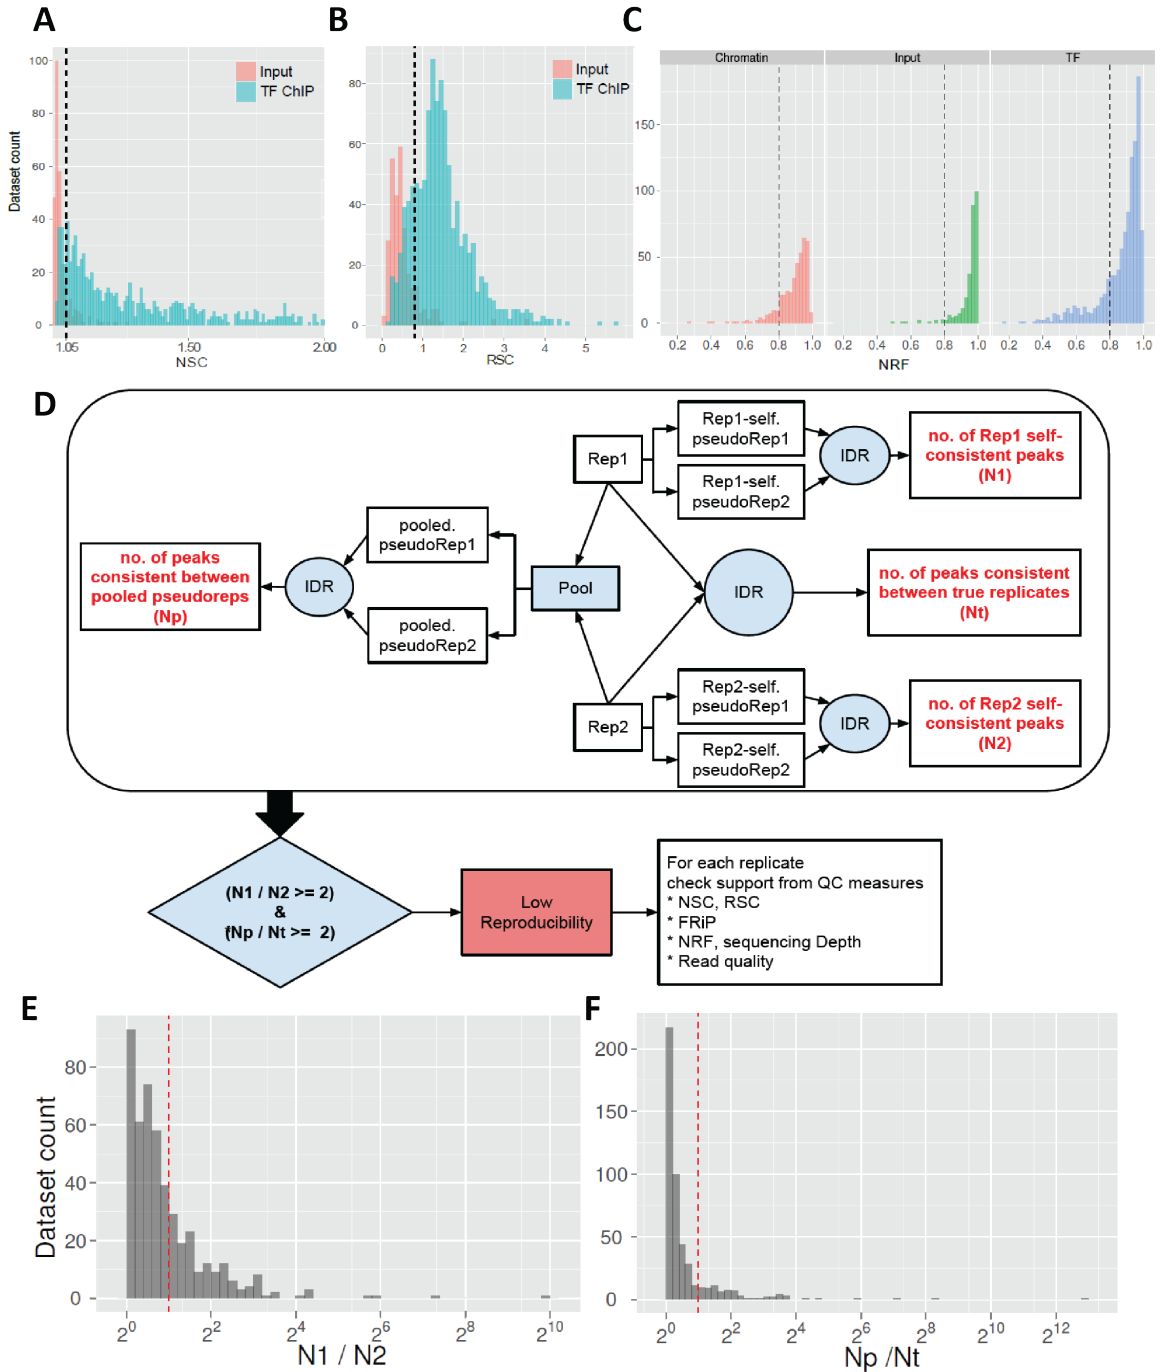 A
Dataset count
100
80
60
40
20
0
1.05
1.50
2.00
NSC
Input
TF ChIP
B
80
60
40
20
0
0
1
2
3
4
5
RSC
Input
TF ChIP
C
Chromatin
Input
TF
150
100
50
0
0.2 0.4 0.6 0.8 1.0
0.2 0.4 0.6 0.8 1.0
0.2 0.4 0.6 0.8 1.0
NRF
D
Rep1
Rep1-self.
pseudoRep1
Rep1-self.
pseudoRep2
IDR
no. of Rep1 self-
consistent peaks
(N1)
no. of peaks
consistent between
pooled pseudoreps
(Np)
IDR
pooled.
pseudoRep1
pooled.
pseudoRep2
Pool
IDR
no. of peaks consistent
between true replicates
(Nt)
Rep2
Rep2-self.
pseudoRep1
Rep2-self.
pseudoRep2
IDR
no. of Rep2 self-
consistent peaks
(N2)
(N1 / N2 >= 2)
&
(Np / Nt >= 2)
Low
Reproducibility
For each replicate
check support from QC measures
* NSC, RSC
* FRiP
* NRF, sequencing Depth
* Read quality
E
Dataset count
80
60
40
20
0
2^0
2^2
2^4
2^6
2^8
2^10
N1 / N2
F
200
150
100
50
0
2^0
2^2
2^4
2^6
2^8
2^10
2^12
Np /Nt